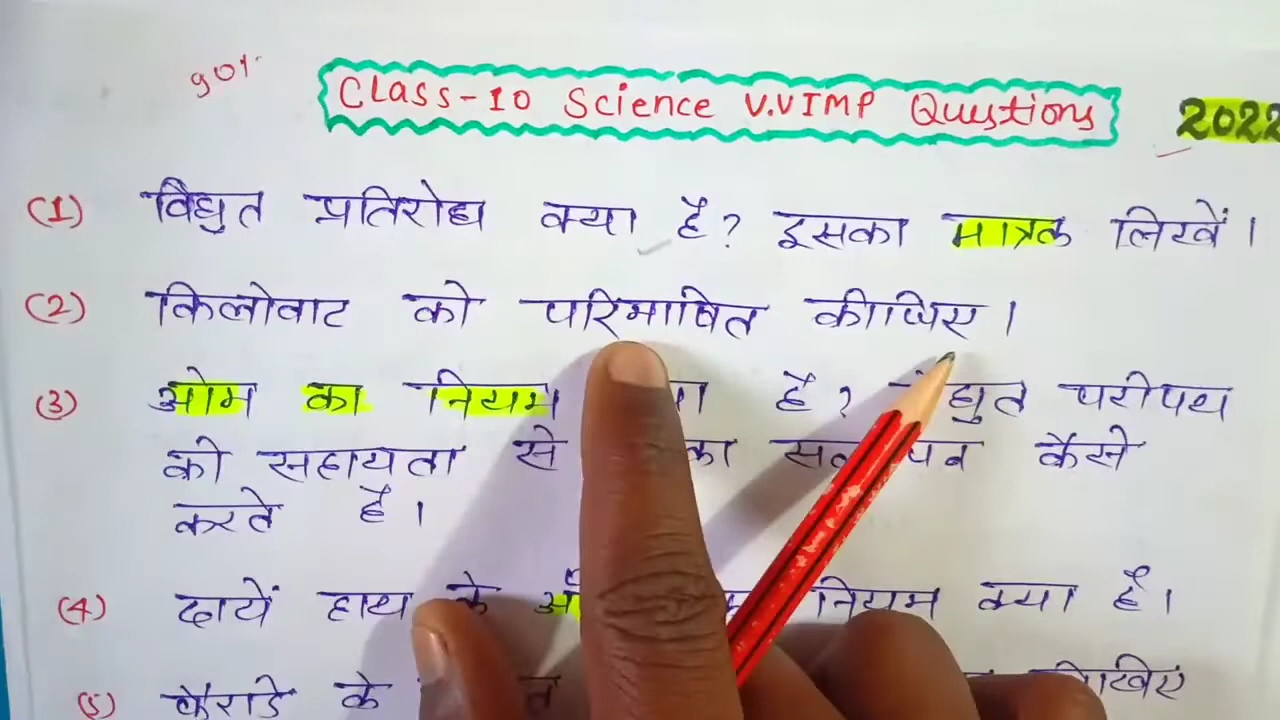 90%
Class-10 Science V.VIMP Questions
2022
(1) विद्युत प्रतिरोध क्या है? इसका मात्रक लिखें।
(2) किलोवाट को परिभाषित कीजिए।
(3) ओम का नियम है? परीपथ
की सहायता से कैसे
करते है।
(4) दायें हाथ के नियम क्या है।
(5) फैराडे के